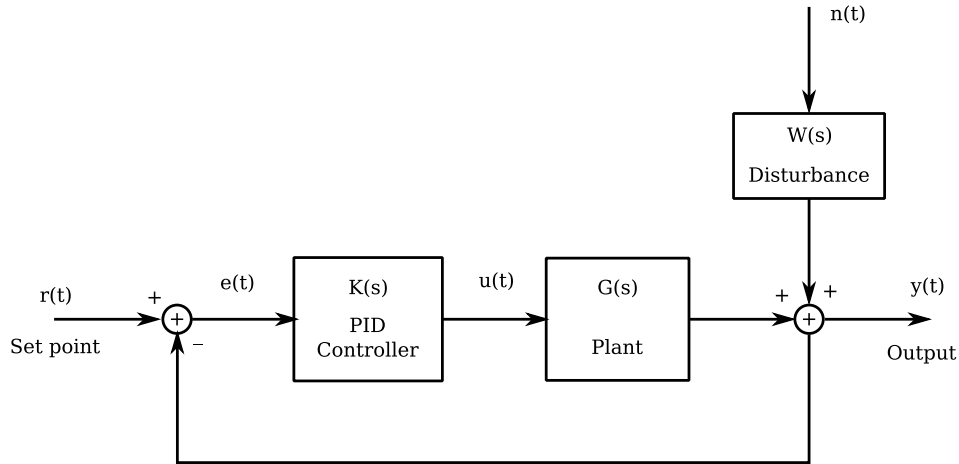 n(t)
W(s)
Disturbance
r(t)
+
e(t)
K(s)
u(t)
G(s)
+
+
y(t)
+
+
Set point
−
PID
Controller
Plant
Output